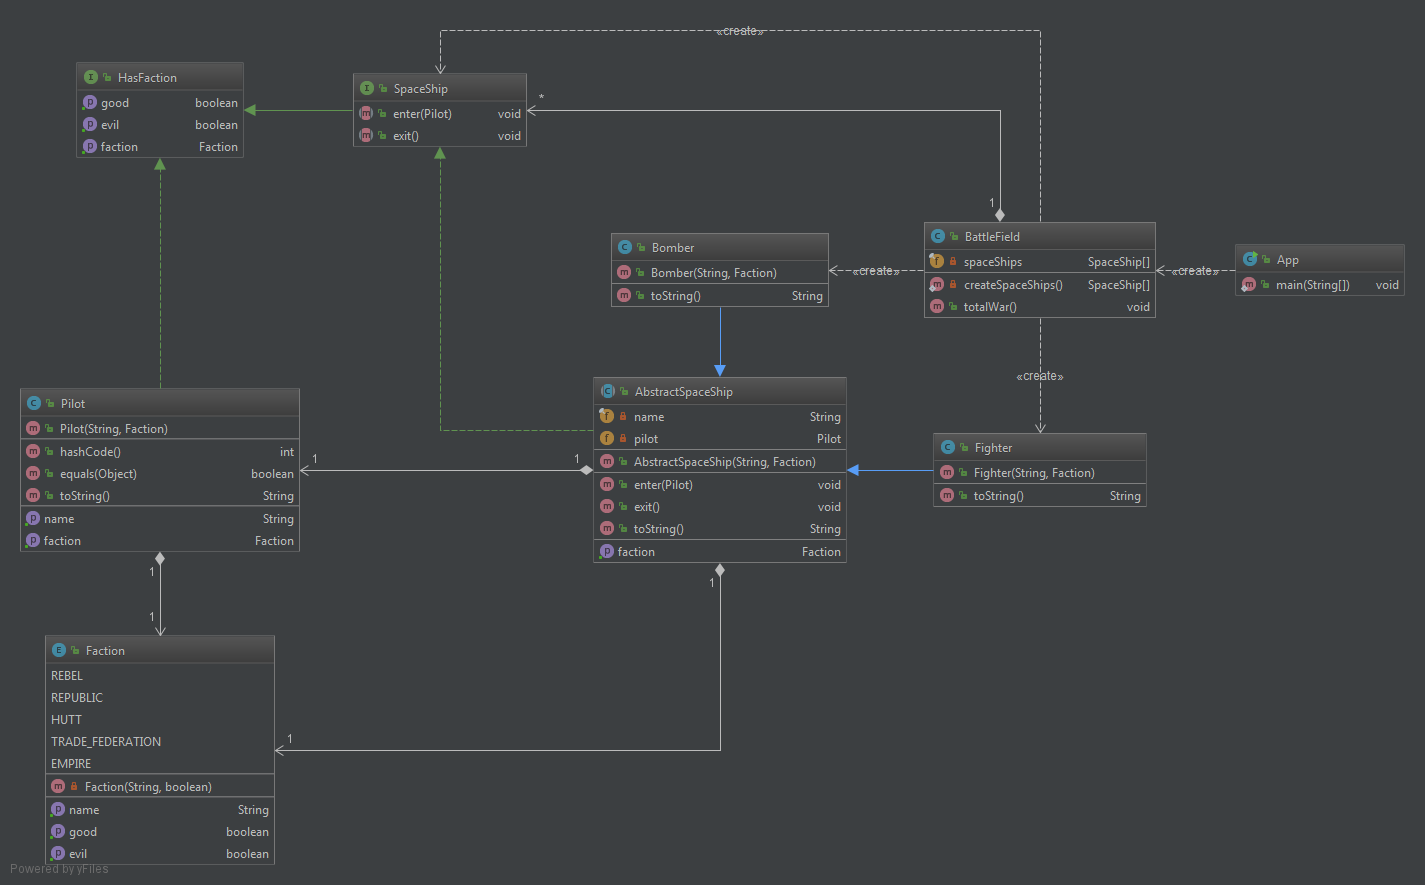 «create»
HasFaction
good boolean
evil boolean
faction Faction
SpaceShip
enter(Pilot) void
exit() void
*
1
BattleField
spaceShips SpaceShip[]
createSpaceShips() SpaceShip[]
totalWar() void
Bomber
Bomber(String, Faction)
toString() String
«create»
«create»
App
main(String[]) void
«create»
Pilot
Pilot(String, Faction)
hashCode() int
equals(Object) boolean
toString() String
name String
faction Faction
1
1
AbstractSpaceShip
name String
pilot Pilot
AbstractSpaceShip(String, Faction)
enter(Pilot) void
exit() void
toString() String
faction Faction
Fighter
Fighter(String, Faction)
toString() String
1
1
1
Faction
REBEL
REPUBLIC
HUTT
TRADE_FEDERATION
EMPIRE
Faction(String, boolean)
name String
good boolean
evil boolean
1
Powered by yFiles